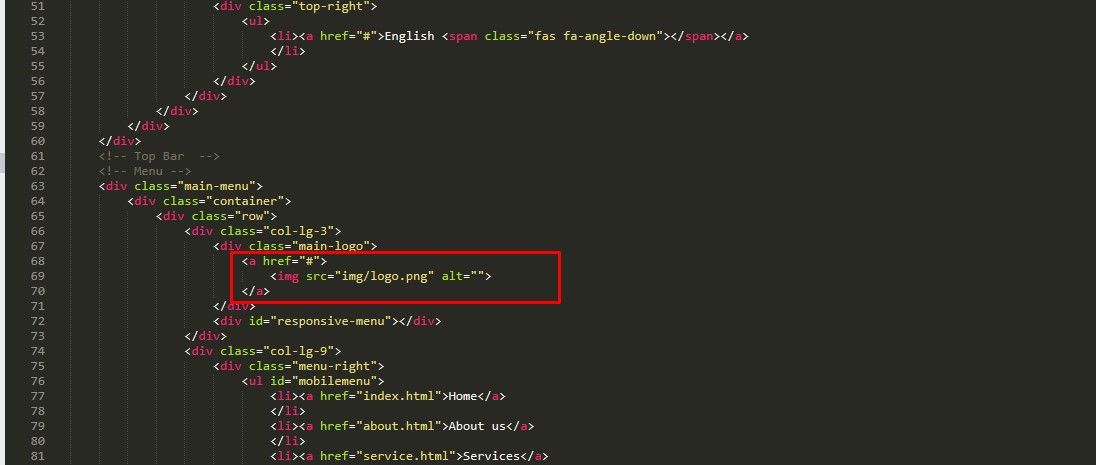 51 <div class="top-right">
52 <ul>
53 <li><a href="#">English <span class="fas fa-angle-down"></span></a>
54 </li>
55 </ul>
56 </div>
57 </div>
58 </div>
59 </div>
60 </div>
61 <!-- Top Bar  -->
62 <!-- Menu -->
63 <div class="main-menu">
64 <div class="container">
65 <div class="row">
66 <div class="col-lg-3">
67 <div class="main-logo">
68 <a href="#">
69 <img src="img/logo.png" alt="">
70 </a>
71 </div>
72 <div id="responsive-menu"></div>
73 </div>
74 <div class="col-lg-9">
75 <div class="menu-right">
76 <ul id="mobilemenu">
77 <li><a href="index.html">Home</a>
78 </li>
79 <li><a href="about.html">About us</a>
80 </li>
81 <li><a href="service.html">Services</a>